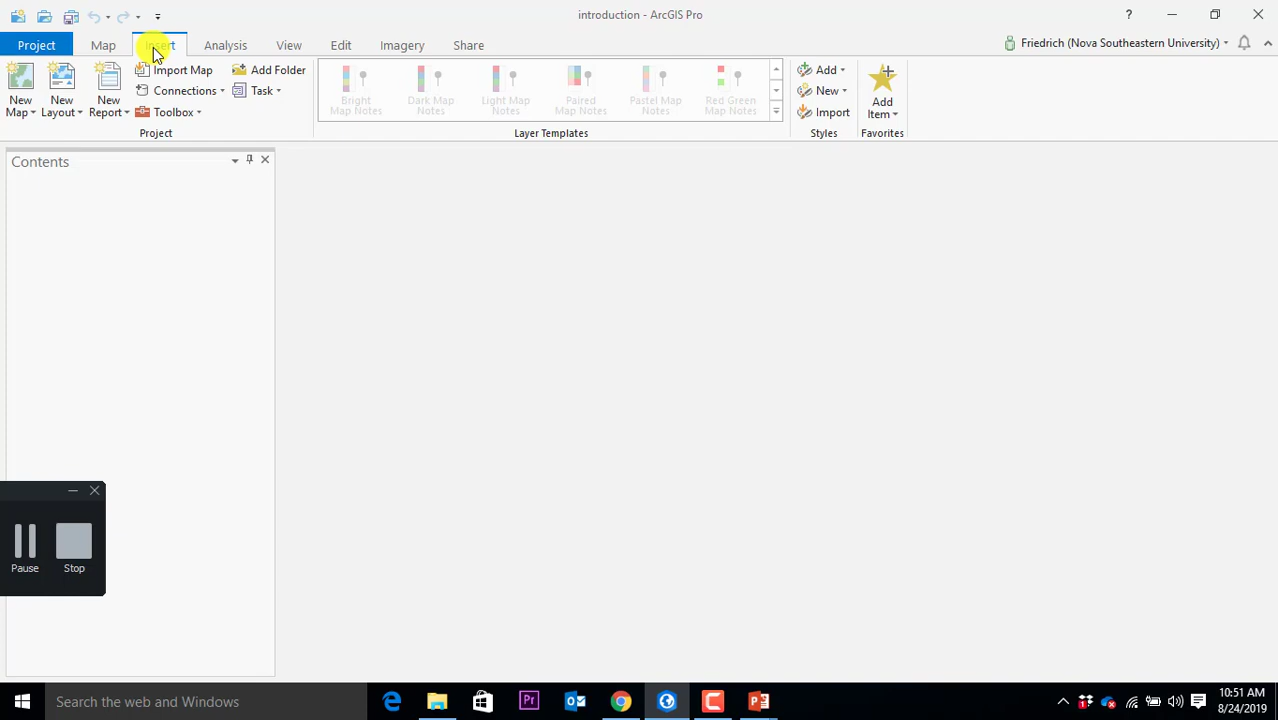 introduction - ArcGIS Pro
?
Project Map Insert Analysis View Edit Imagery Share
Friedrich (Nova Southeastern University)
New Map
New Layout
New Report
Import Map
Connections
Toolbox
Add Folder
Task
Project
Bright Map Notes
Dark Map Notes
Light Map Notes
Paired Map Notes
Pastel Map Notes
Red Green Map Notes
Layer Templates
Add
New
Import
Styles
Add Item
Favorites
Contents
Pause
Stop
Search the web and Windows
Pr
10:51 AM
8/24/2019